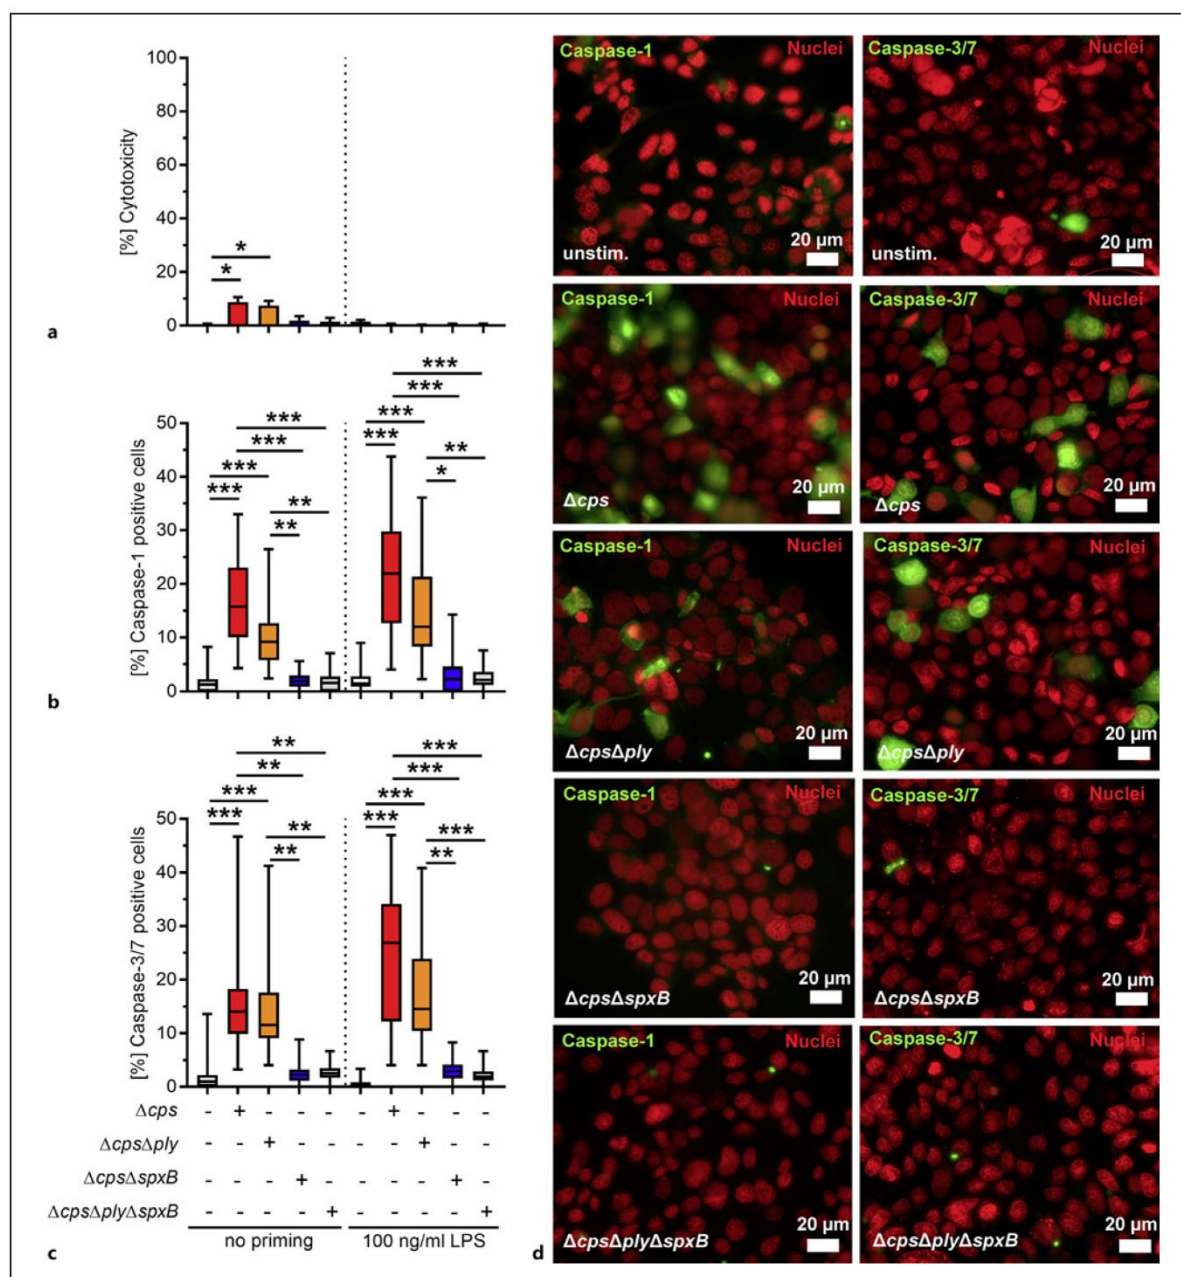 100
80
60
40
20
0
[%] Cytotoxicity
*
*
a
50
40
30
20
10
0
[%] Caspase-1 positive cells
***
***
***
***
**
**
***
***
***
***
**
*
b
50
40
30
20
10
0
[%] Caspase-3/7 positive cells
**
**
***
***
**
**
***
***
***
***
***
**
Δcps - + - - - - + - - -
ΔcpsΔply - - + - - - - + - -
ΔcpsΔspxB - - - + - - - - + -
ΔcpsΔplyΔspxB - - - - + - - - - +
no priming 100 ng/ml LPS
c
Caspase-1 Nuclei
unstim. 20 μm
Caspase-3/7 Nuclei
unstim. 20 μm
Caspase-1 Nuclei
Δcps 20 μm
Caspase-3/7 Nuclei
Δcps 20 μm
Caspase-1 Nuclei
ΔcpsΔply 20 μm
Caspase-3/7 Nuclei
ΔcpsΔply 20 μm
Caspase-1 Nuclei
ΔcpsΔspxB 20 μm
Caspase-3/7 Nuclei
ΔcpsΔspxB 20 μm
Caspase-1 Nuclei
ΔcpsΔplyΔspxB 20 μm
Caspase-3/7 Nuclei
ΔcpsΔplyΔspxB 20 μm
d